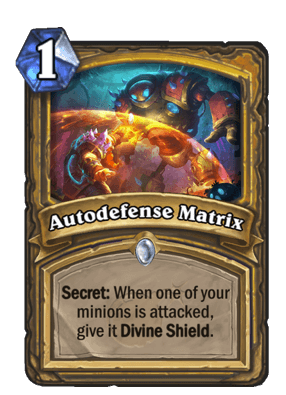 1
Autodefense Matrix
Secret: When one of your
minions is attacked,
give it Divine Shield.